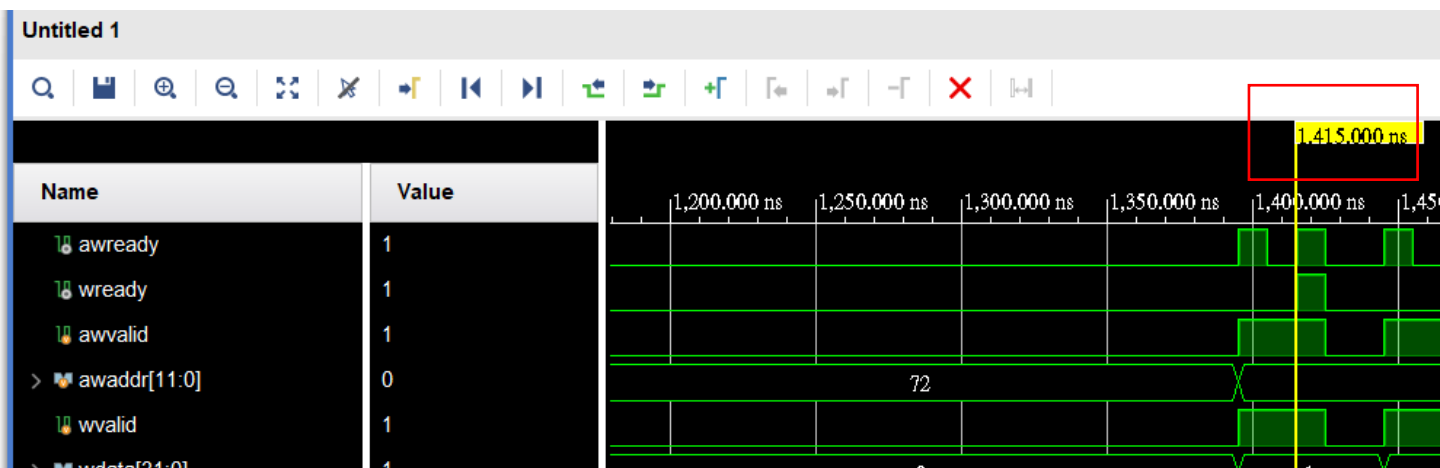 Untitled 1
1,415.000 ns
Name
Value
1,200.000 ns
1,250.000 ns
1,300.000 ns
1,350.000 ns
1,400.000 ns
1,45
awready
1
wready
1
awvalid
1
awaddr[11:0]
0
72
wvalid
1